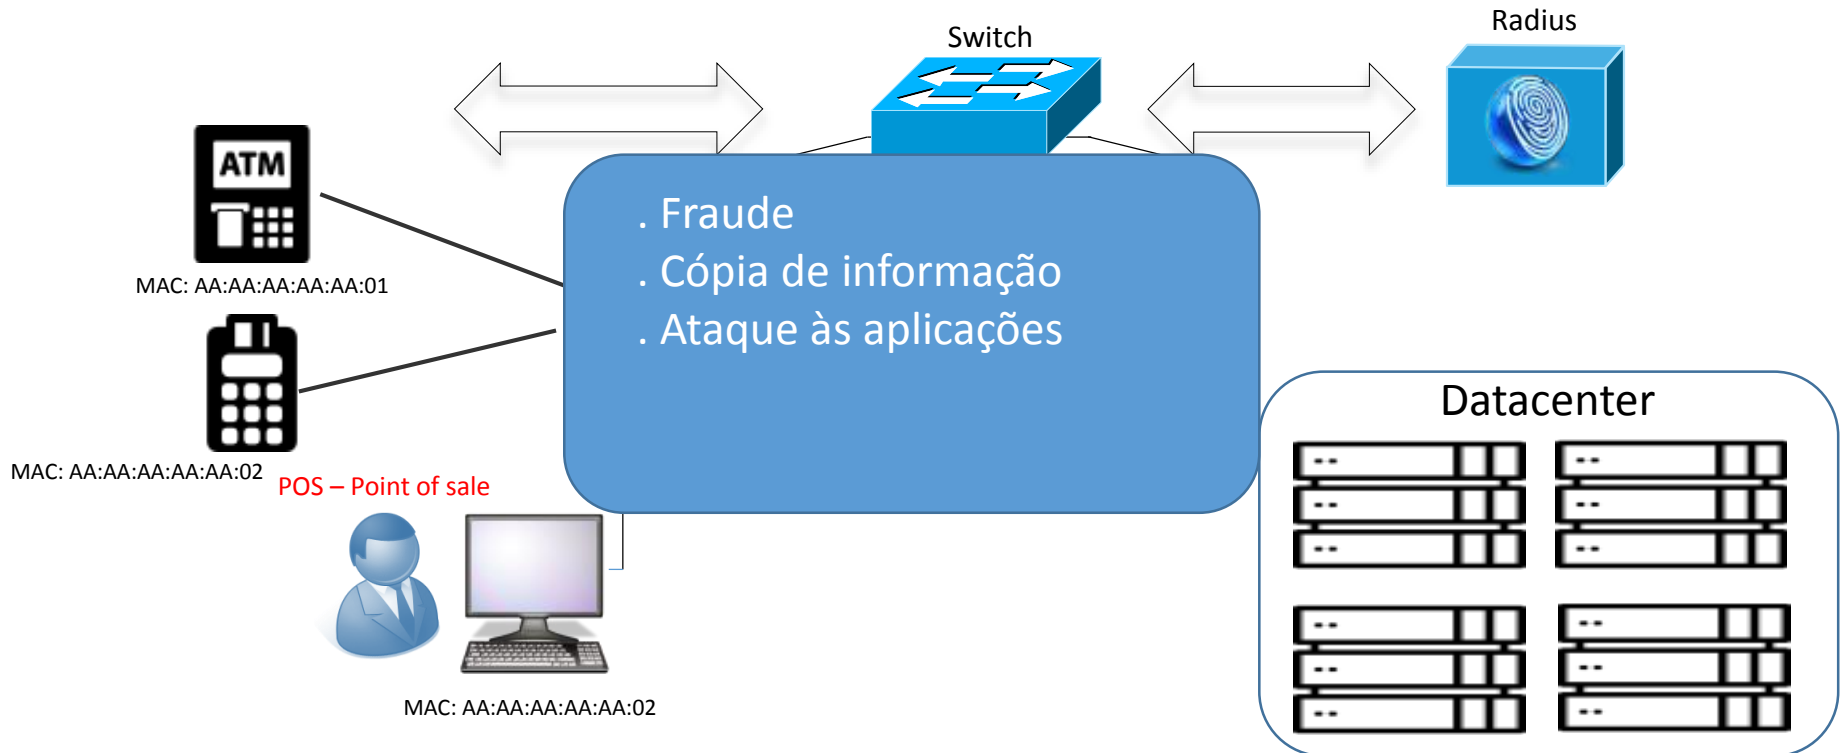 Switch
Radius
ATM
MAC: AA:AA:AA:AA:AA:01
. Fraude
. Cópia de informação
. Ataque às aplicações
MAC: AA:AA:AA:AA:AA:02
POS – Point of sale
MAC: AA:AA:AA:AA:AA:02
Datacenter